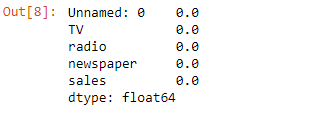 Out[8]: Unnamed: 0    0.0
TV            0.0
radio         0.0
newspaper     0.0
sales         0.0
dtype: float64